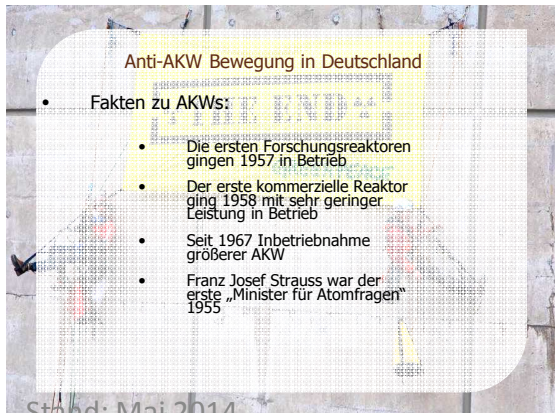 Anti-AKW Bewegung in Deutschland
• Fakten zu AKWs:
THE END
• Die ersten Forschungsreaktoren
gingen 1957 in Betrieb
• Der erste kommerzielle Reaktor
ging 1958 mit sehr geringer
Leistung in Betrieb
• Seit 1967 Inbetriebnahme
größerer AKW
• Franz Josef Strauss war der
erste „Minister für Atomfragen“
1955
Stand: Mai 2014